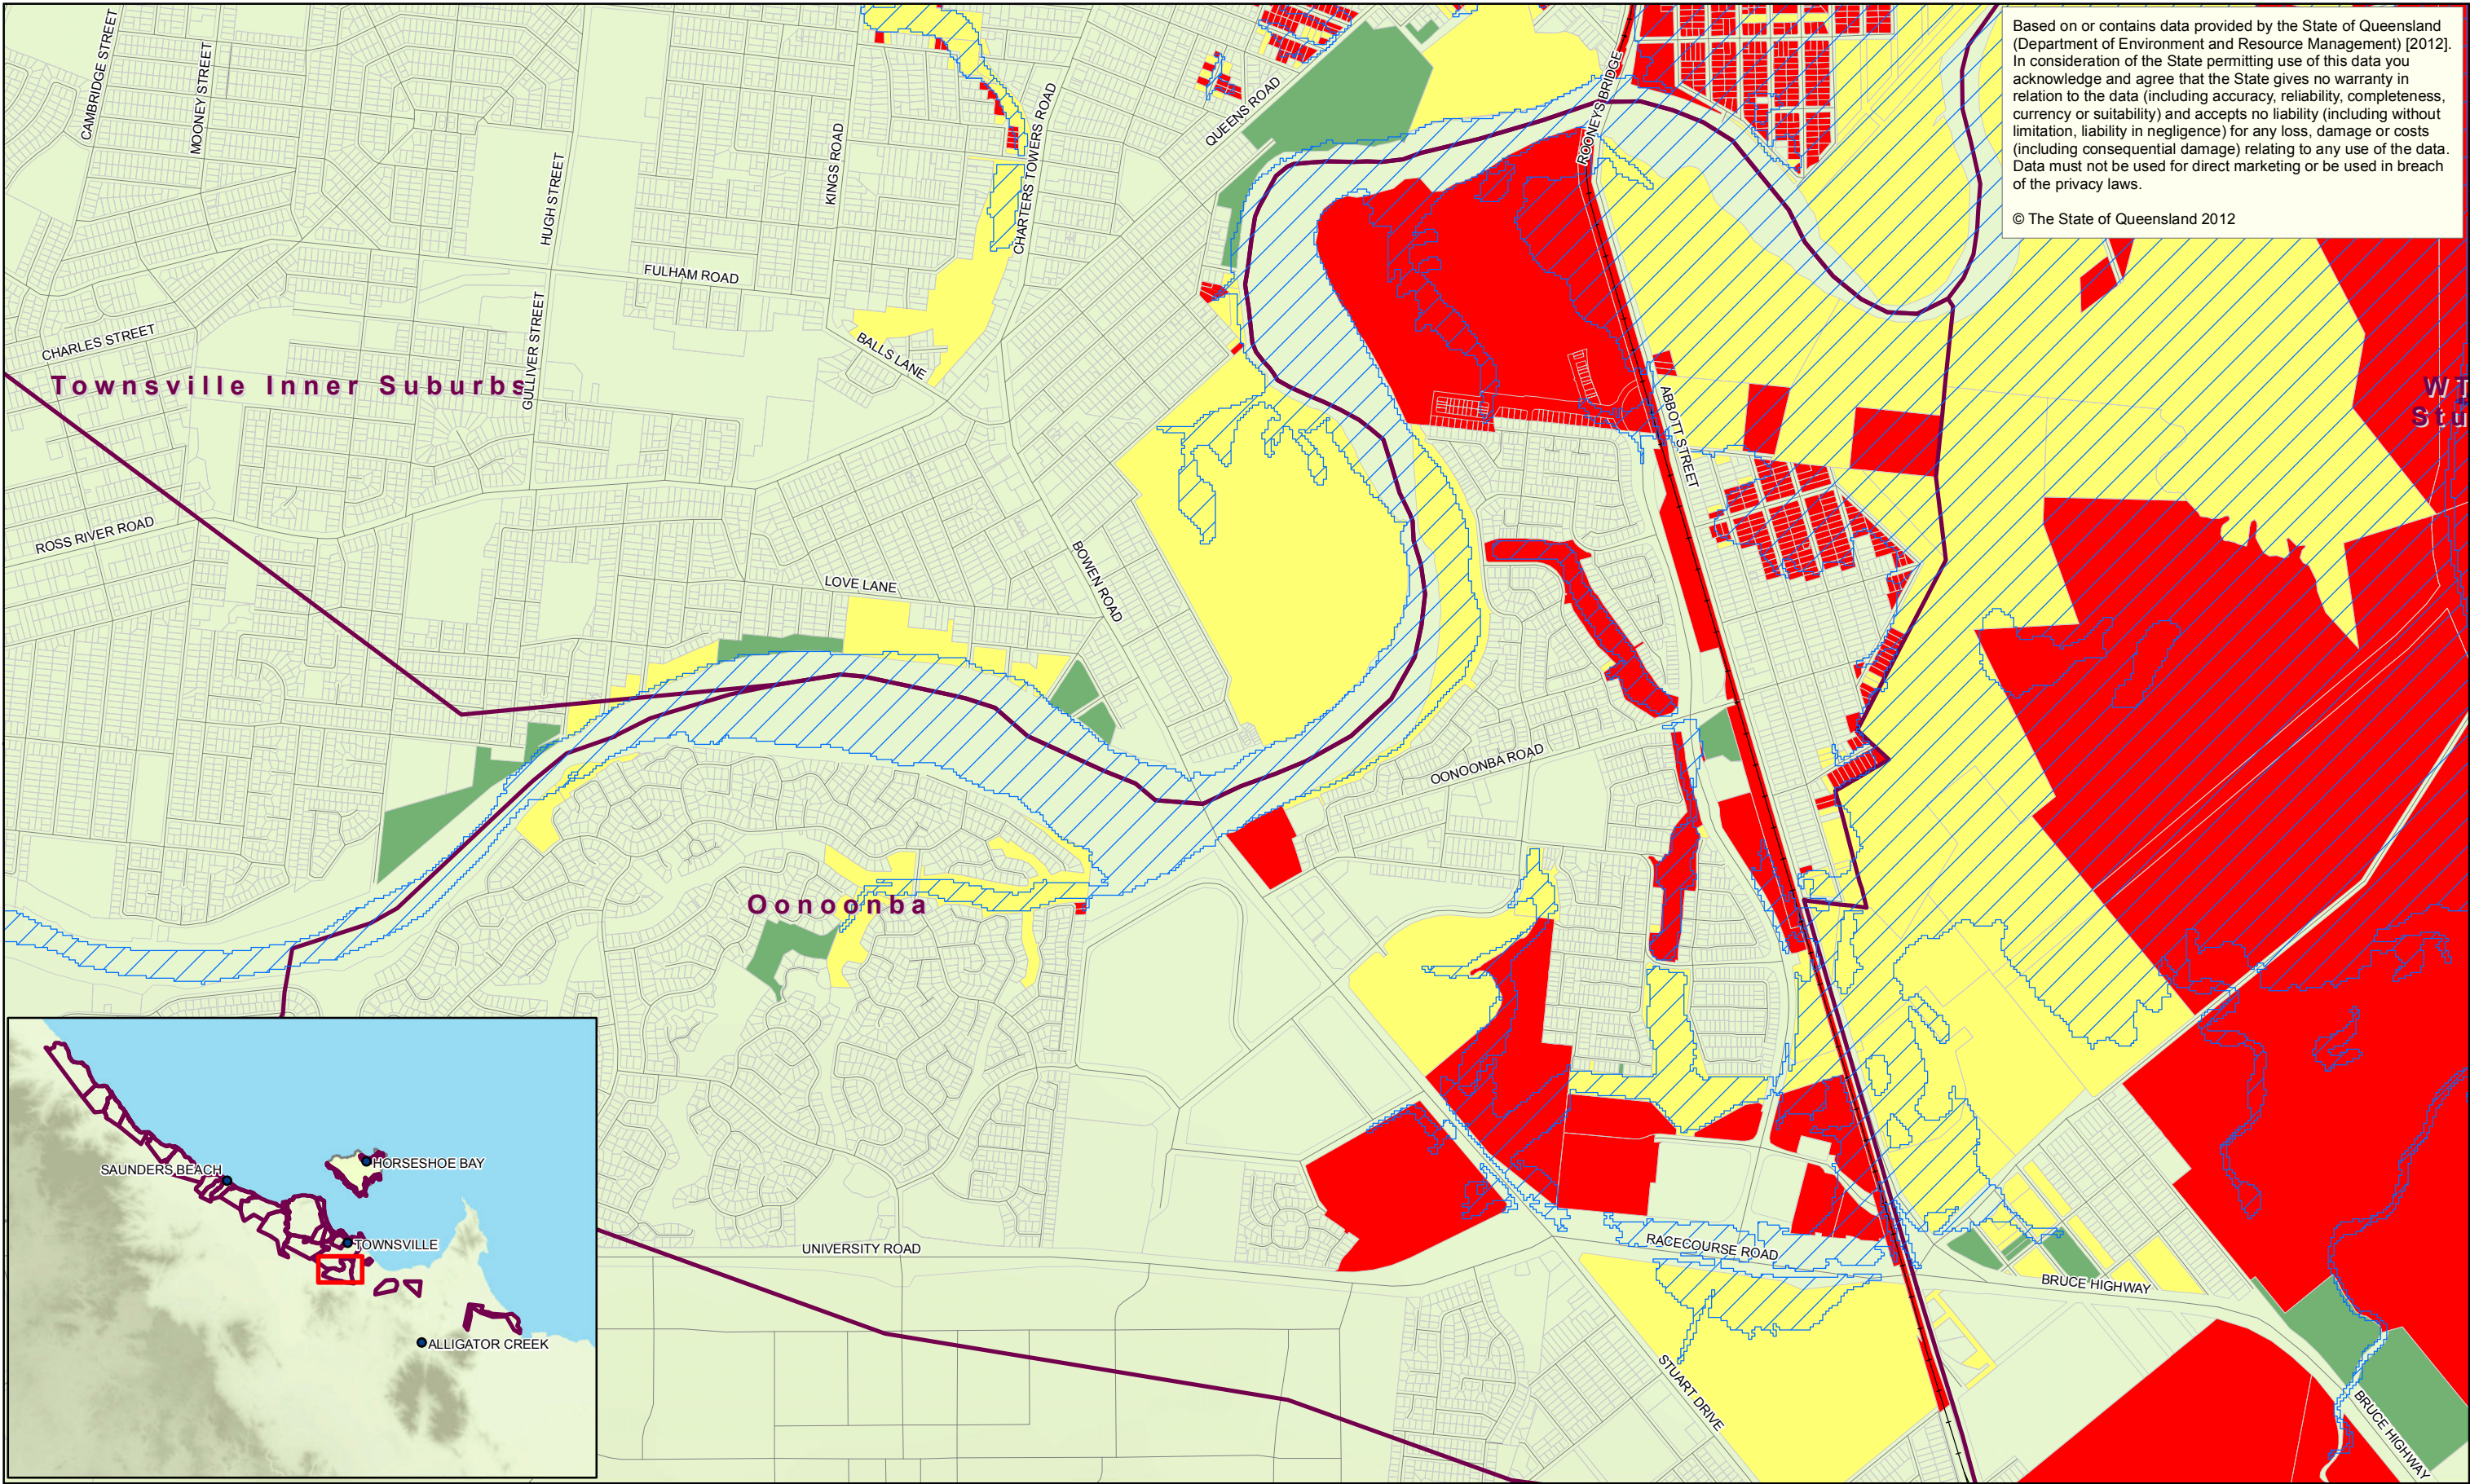 Based on or contains data provided by the State of Queensland
(Department of Environment and Resource Management) [2012].
In consideration of the State permitting use of this data you
acknowledge and agree that the State gives no warranty in
relation to the data (including accuracy, reliability, completeness,
currency or suitability) and accepts no liability (including without
limitation, liability in negligence) for any loss, damage or costs
(including consequential damage) relating to any use of the data.
Data must not be used for direct marketing or be used in breach
of the privacy laws.
© The State of Queensland 2012
CAMBRIDGE STREET
MOONEY STREET
HUGH STREET
KINGS ROAD
CHARTERS TOWERS ROAD
QUEENS ROAD
ROONEYS BRIDGE
FULHAM ROAD
GULLIVER STREET
CHARLES STREET
BALLS LANE
Townsville Inner Suburbs
ABBOTT STREET
WT
Stu
ROSS RIVER ROAD
LOVE LANE
BOWEN ROAD
OONOONBA ROAD
Oonoonba
UNIVERSITY ROAD
RACECOURSE ROAD
BRUCE HIGHWAY
STUART DRIVE
BRUCE HIGHWAY
SAUNDERS BEACH
HORSESHOE BAY
TOWNSVILLE
ALLIGATOR CREEK